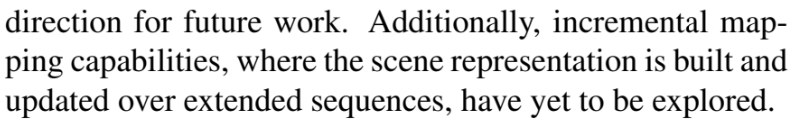 direction for future work. Additionally, incremental map-
ping capabilities, where the scene representation is built and
updated over extended sequences, have yet to be explored.